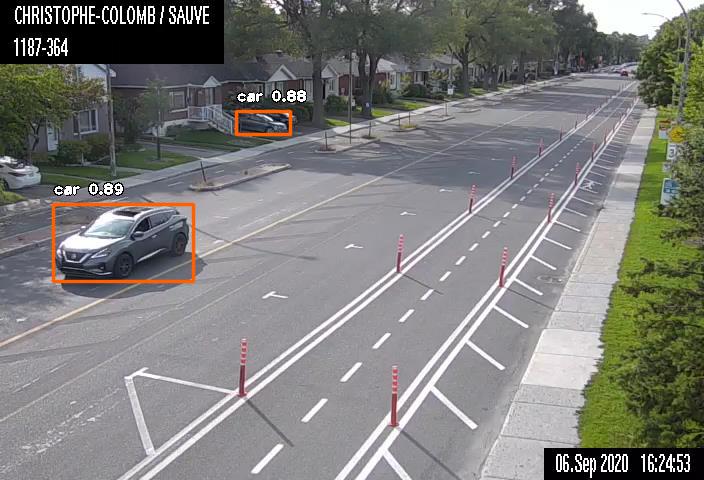 CHRISTOPHE-COLOMB / SAUVE
1187-364
car 0.88
car 0.89
06.Sep 2020 16:24:53